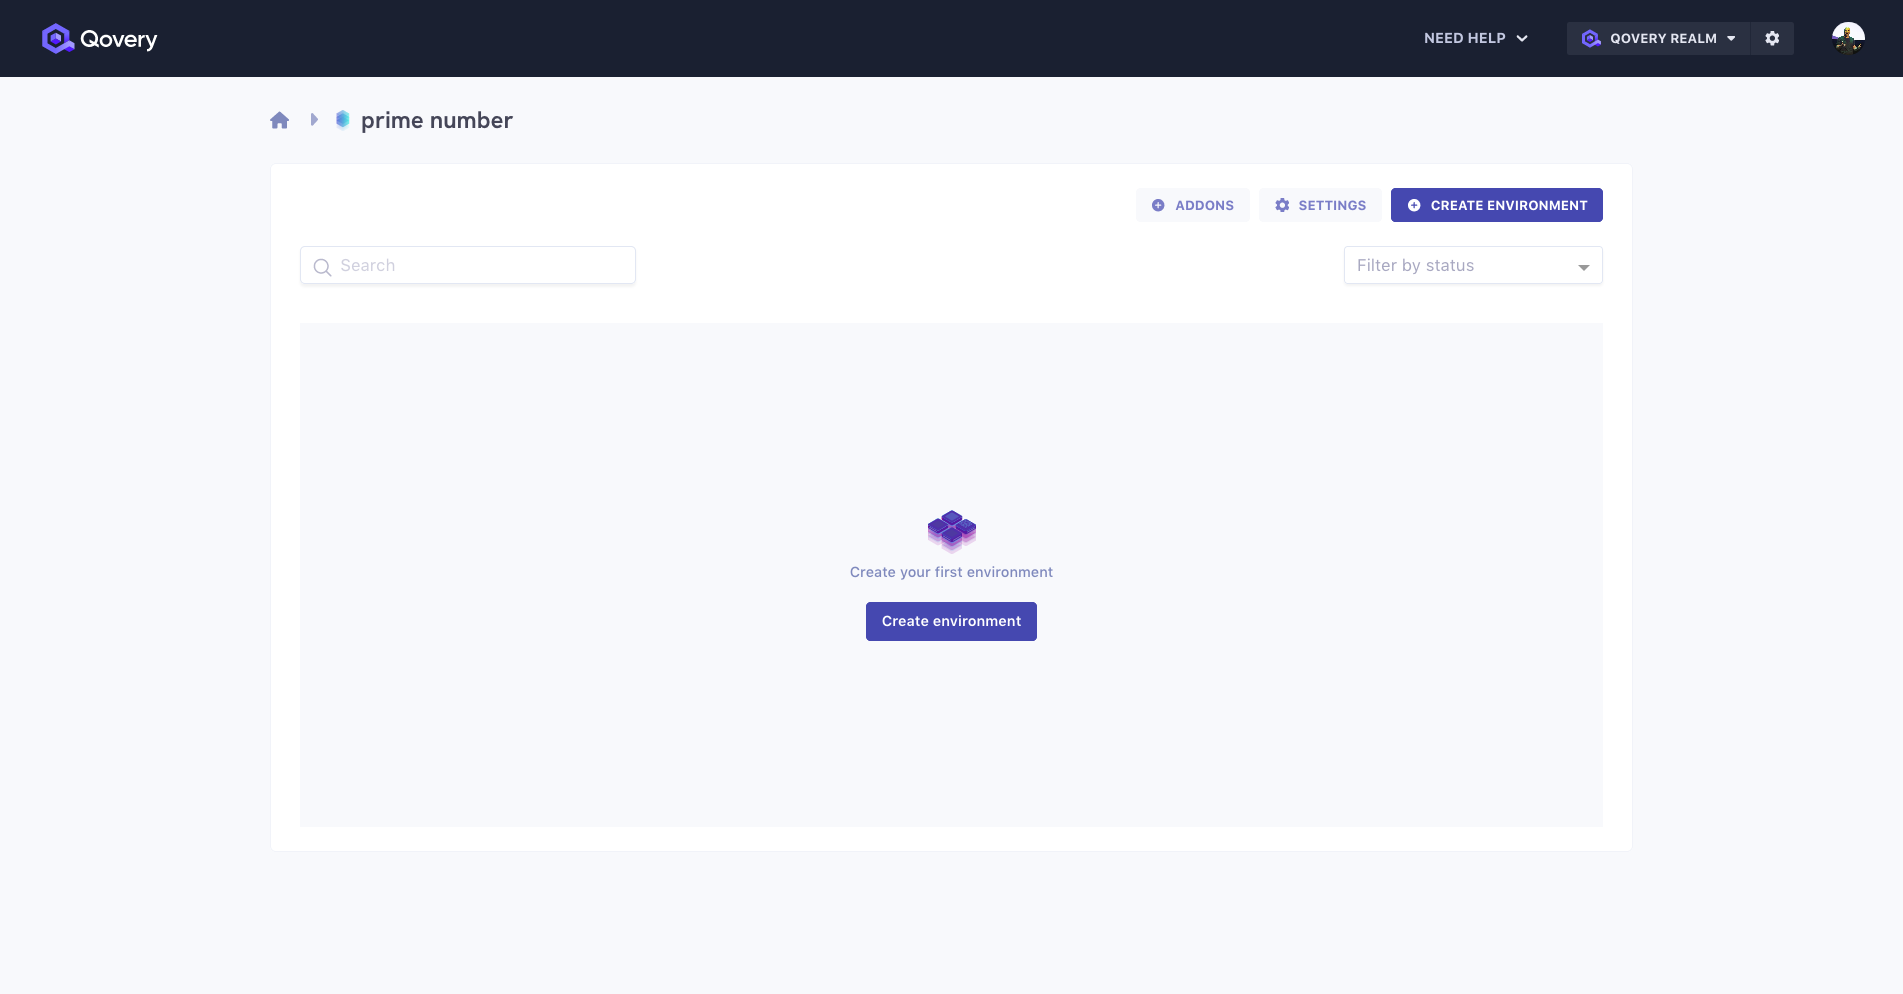 Qovery
NEED HELP
QOVERY REALM
prime number
ADDONS
SETTINGS
CREATE ENVIRONMENT
Search
Filter by status
Create your first environment
Create environment